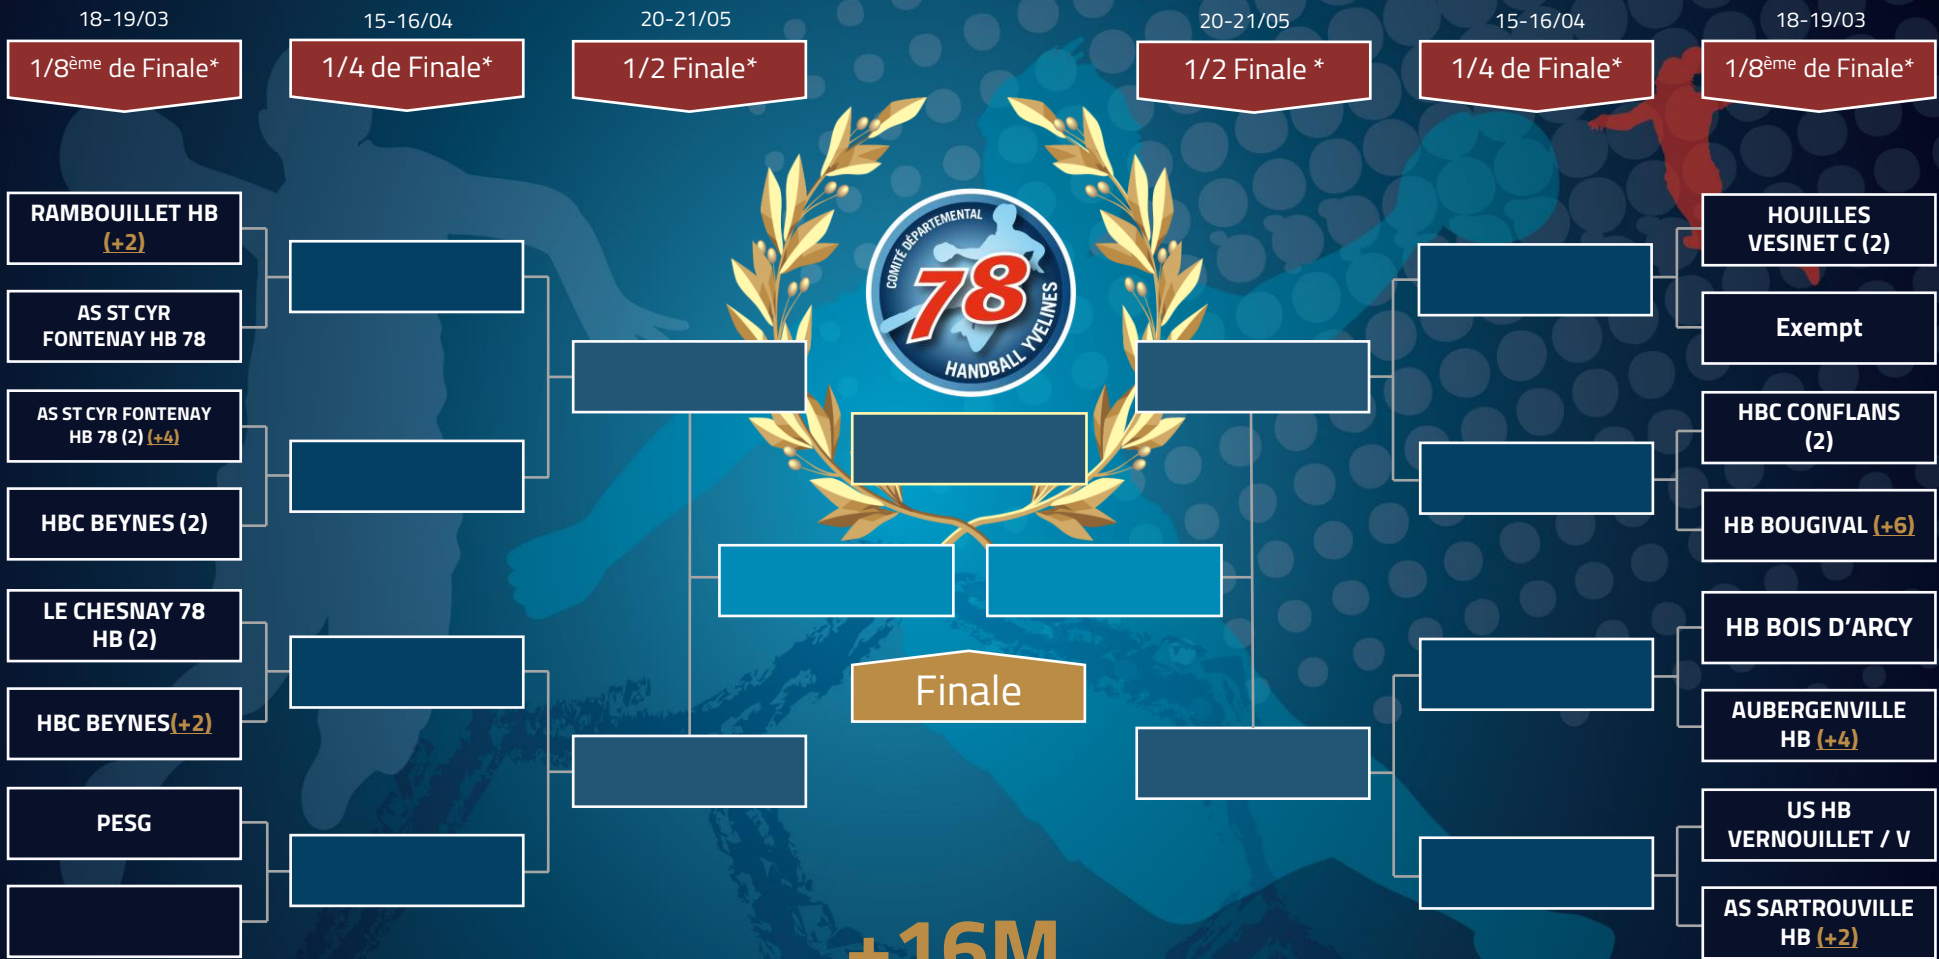 18-19/03
15-16/04
20-21/05
20-21/05
15-16/04
18-19/03
1/8ème de Finale*
1/4 de Finale*
1/2 Finale*
1/2 Finale *
1/4 de Finale*
1/8ème de Finale*
RAMBOUILLET HB
(+2)
AS ST CYR
FONTENAY HB 78
AS ST CYR FONTENAY
HB 78 (2) (+4)
HBC BEYNES (2)
LE CHESNAY 78
HB (2)
HBC BEYNES(+2)
PESG
COMITÉ DÉPARTEMENTAL
78
HANDBALL YVELINES
Finale
+16M
HOUILLES
VESINET C (2)
Exempt
HBC CONFLANS
(2)
HB BOUGIVAL (+6)
HB BOIS D’ARCY
AUBERGENVILLE
HB (+4)
US HB
VERNOUILLET / V
AS SARTROUVILLE
HB (+2)